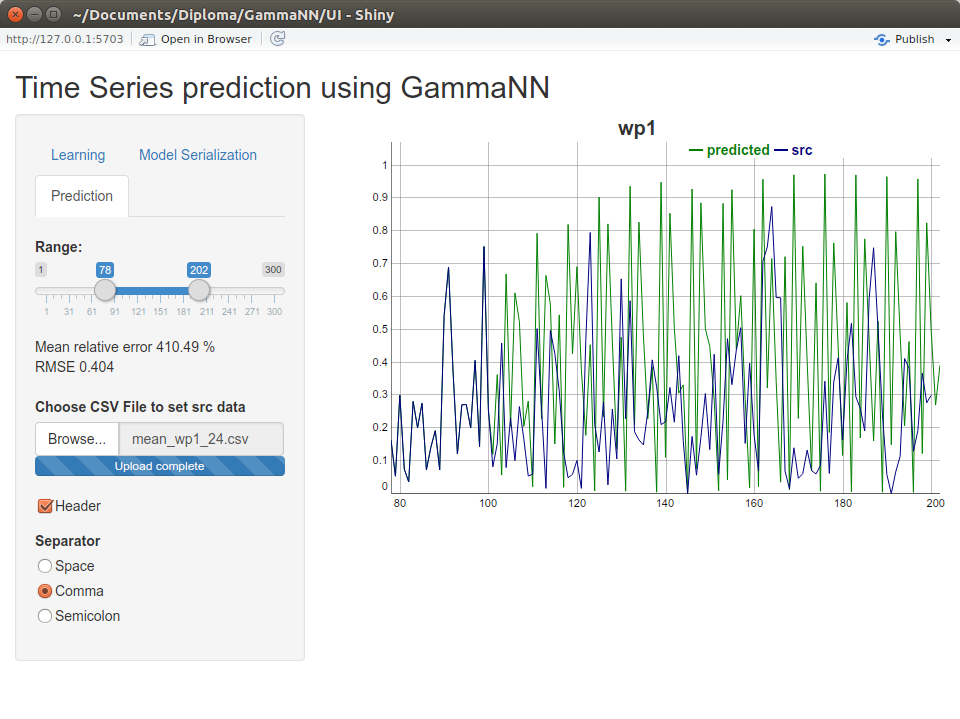 ~/Documents/Diploma/GammaNN/UI - Shiny
http://127.0.0.1:5703 Open in Browser Publish
Time Series prediction using GammaNN
Learning Model Serialization
Prediction
Range:
1 78 202 300
1 31 61 91 121 151 181 211 241 271 300
Mean relative error 410.49 %
RMSE 0.404
Choose CSV File to set src data
Browse... mean_wp1_24.csv
Upload complete
Header
Separator
Space
Comma
Semicolon
wp1
predicted src
1
0.9
0.8
0.7
0.6
0.5
0.4
0.3
0.2
0.1
0
80 100 120 140 160 180 200